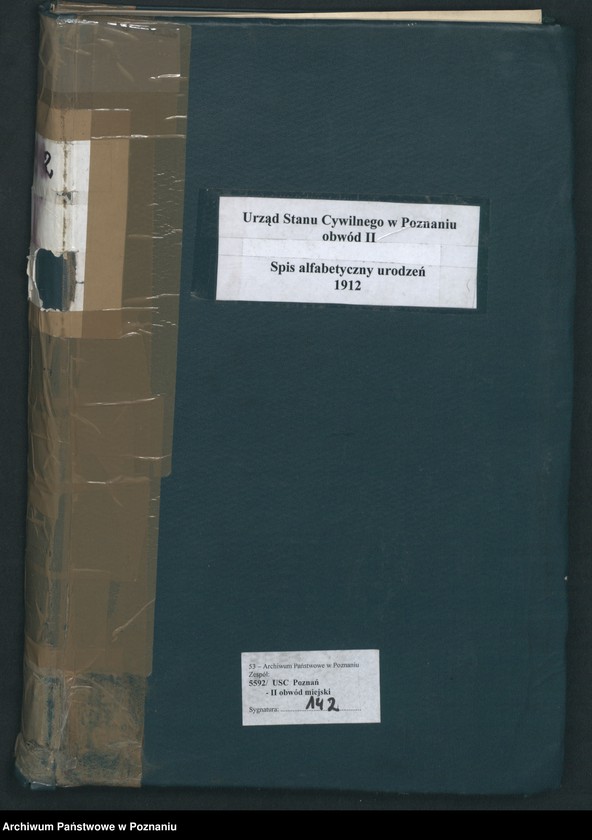 2
Urząd Stanu Cywilnego w Poznaniu
obwód II
Spis alfabetyczny urodzeń
1912
53 – Archiwum Państwowe w Poznaniu
Zespół:
5592/ USC Poznań
- II obwód miejski
Sygnatura: 142
Archiwum Państwowe w Poznaniu